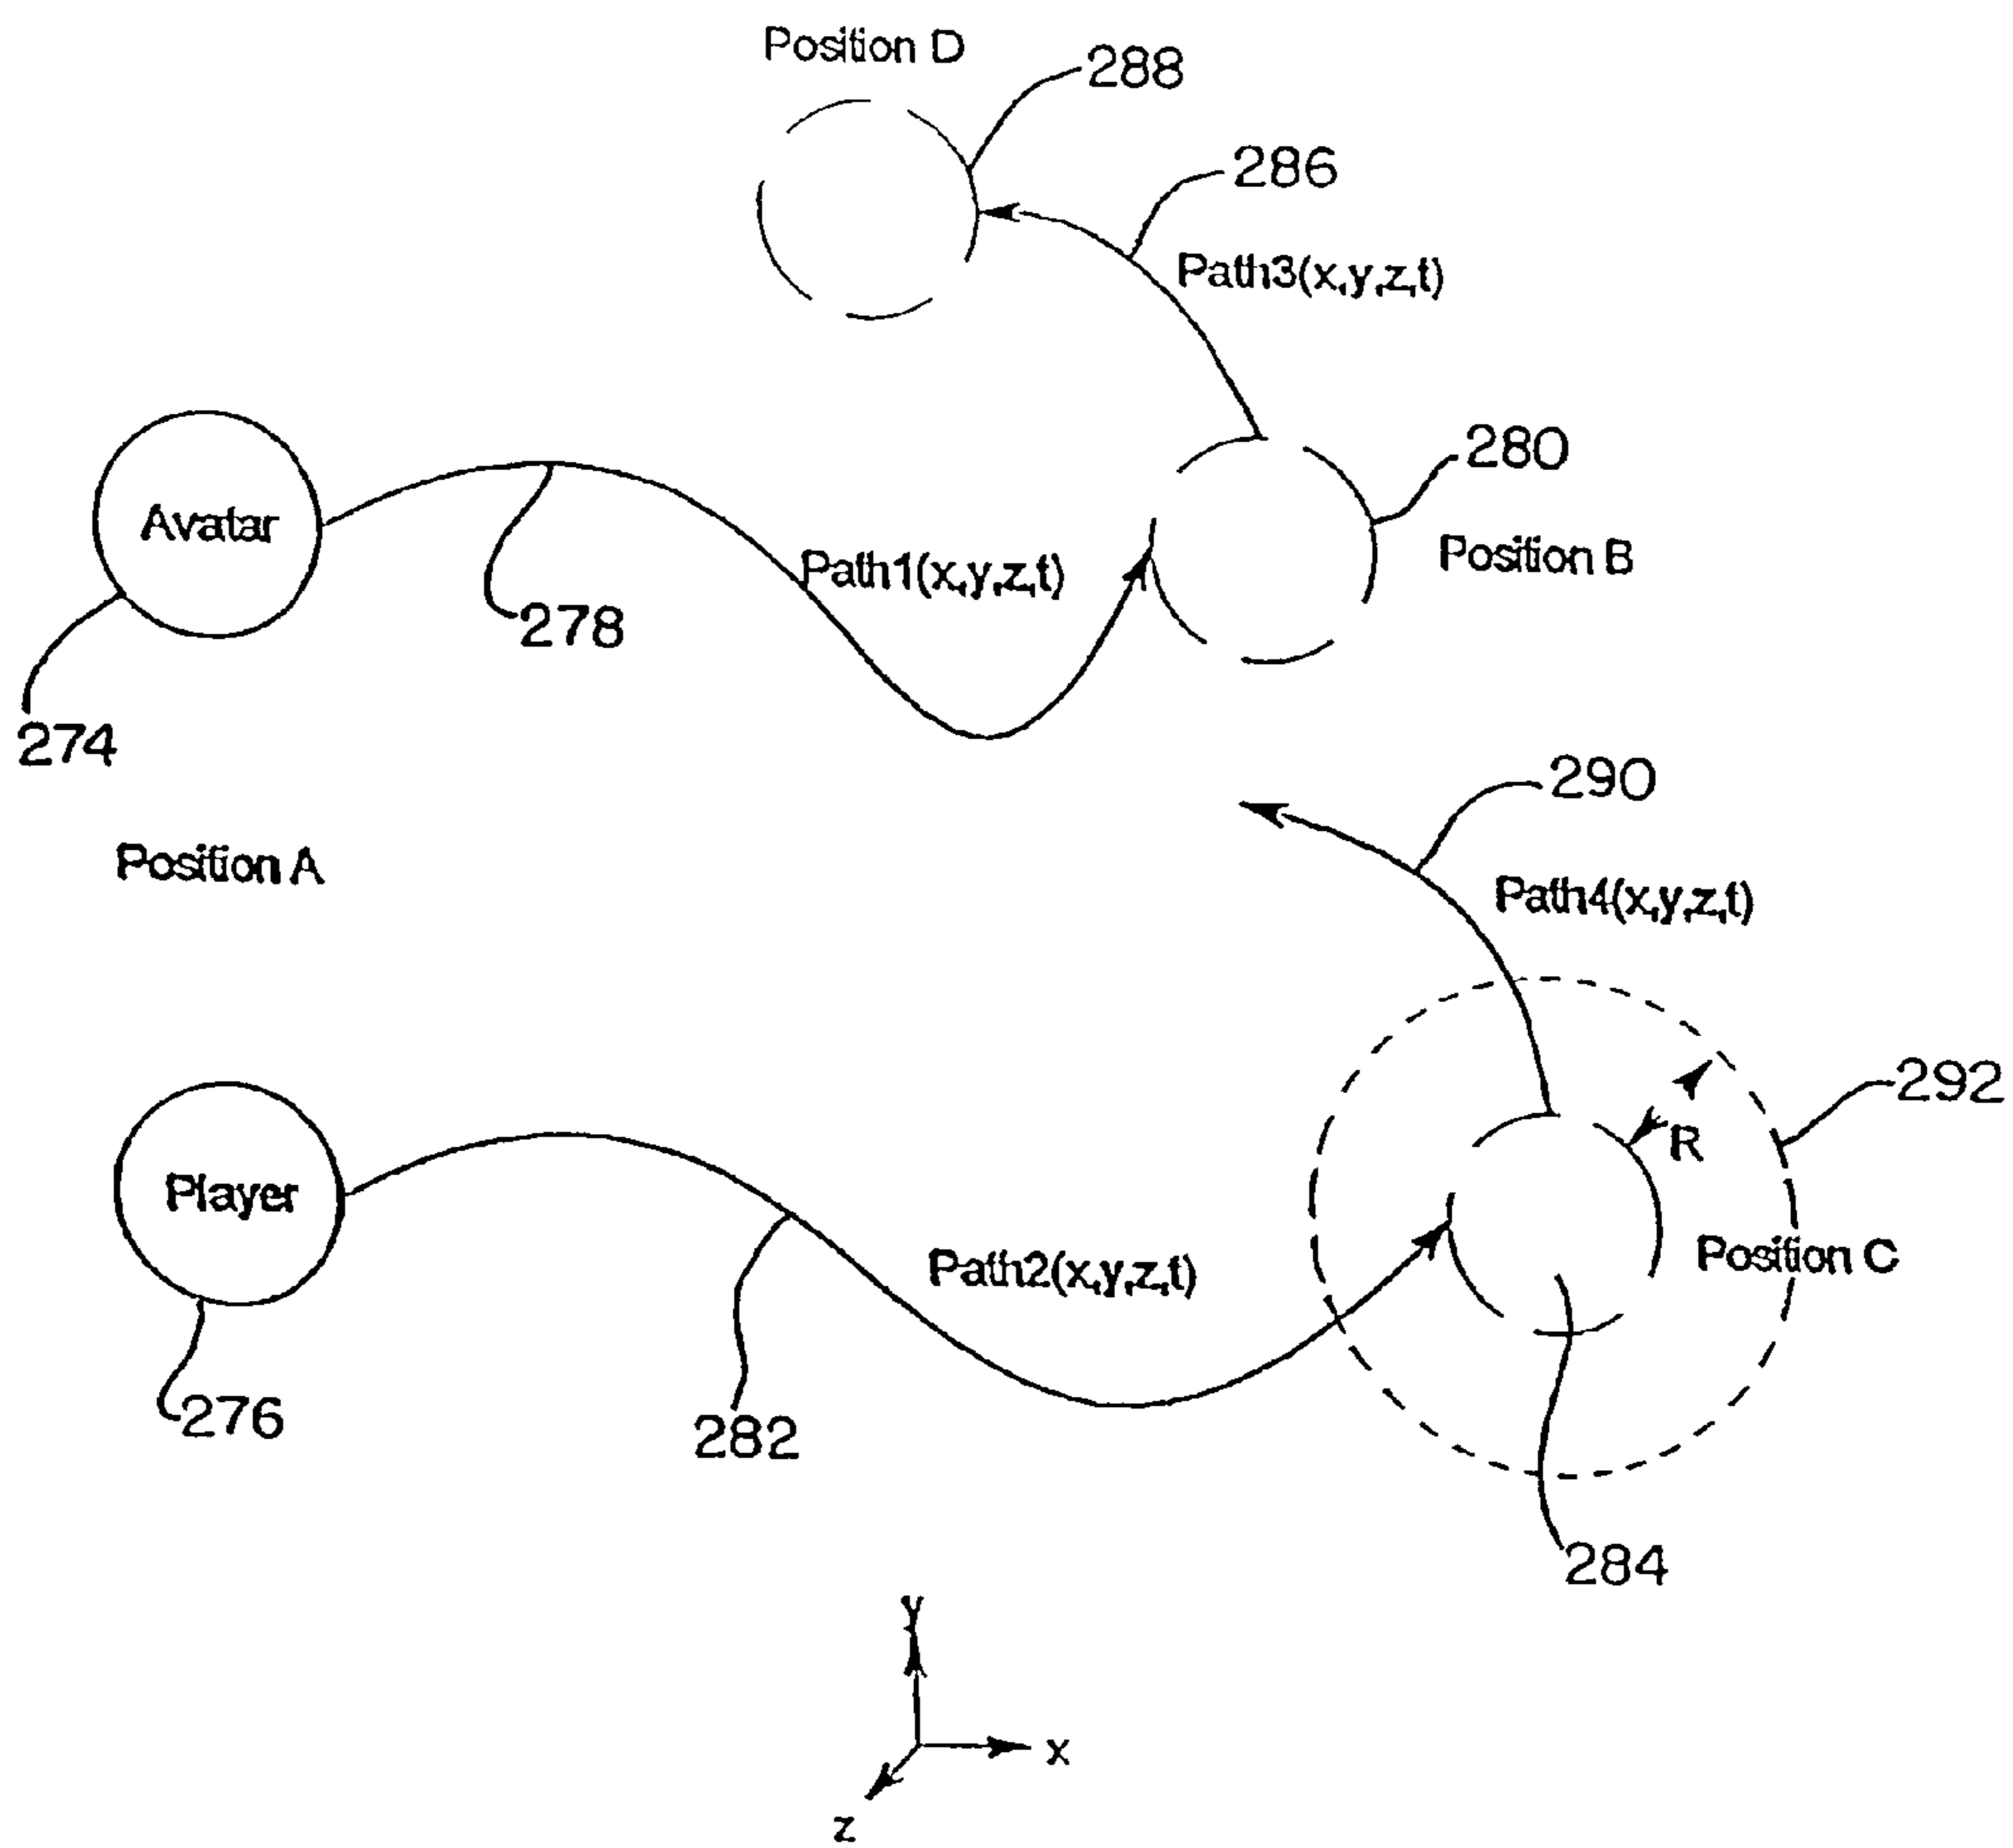 Position D
288
286
Path3(x,y,z,t)
280
Avatar
Position B
Path1(x,y,z,t)
278
274
290
Position A
Path4(x,y,z,t)
292
R
Player
Position C
Path2(x,y,z,t)
276
282
284
y
x
z